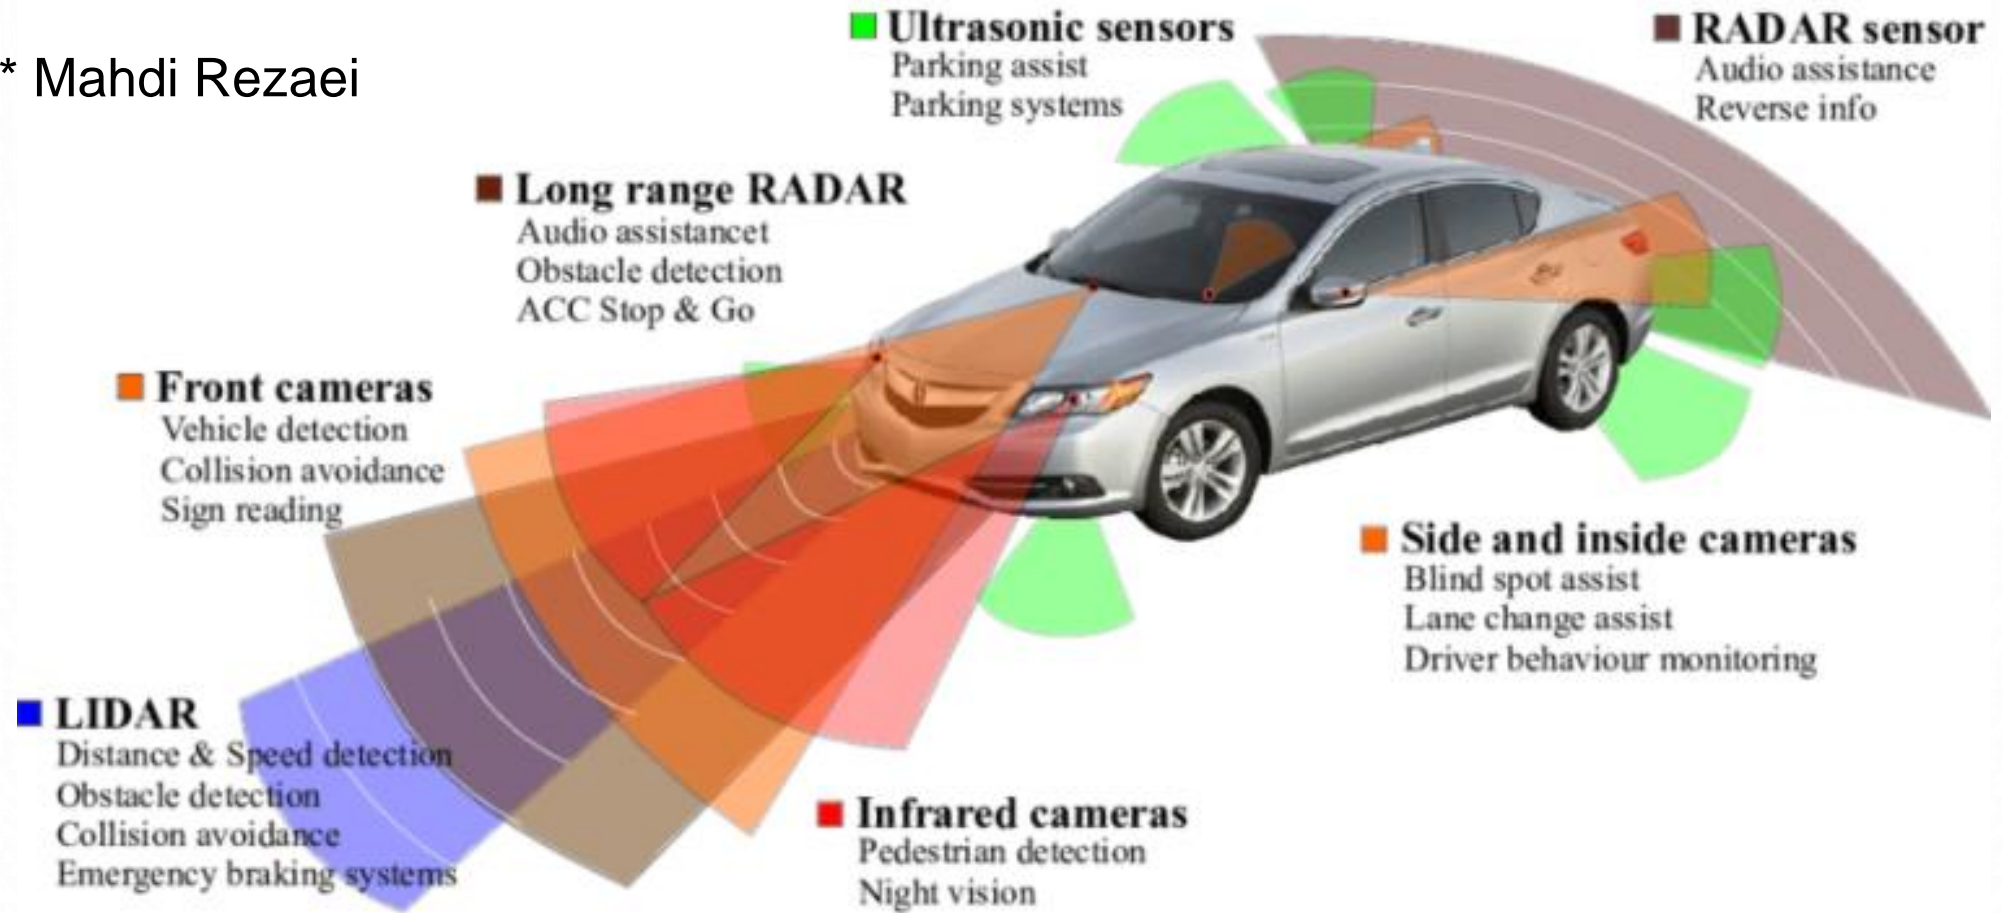 * Mahdi Rezaei
Ultrasonic sensors
Parking assist
Parking systems
RADAR sensor
Audio assistance
Reverse info
Long range RADAR
Audio assistancet
Obstacle detection
ACC Stop & Go
Front cameras
Vehicle detection
Collision avoidance
Sign reading
Side and inside cameras
Blind spot assist
Lane change assist
Driver behaviour monitoring
LIDAR
Distance & Speed detection
Obstacle detection
Collision avoidance
Emergency braking systems
Infrared cameras
Pedestrian detection
Night vision